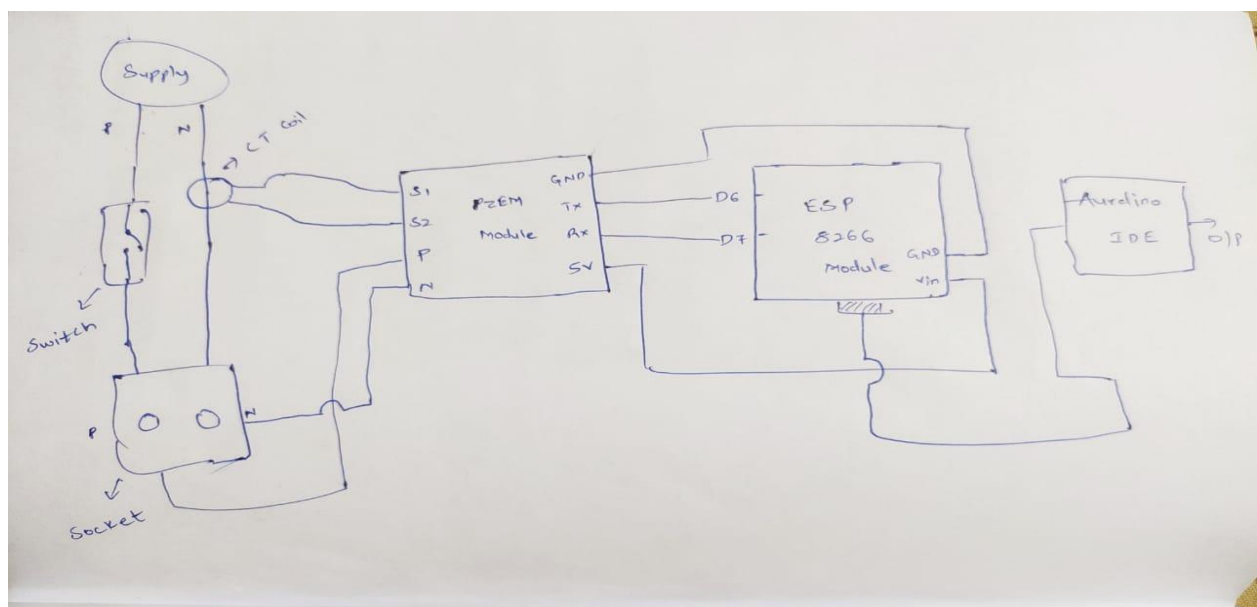 Supply
P
N
CT coil
Switch
P
N
Socket
S1
S2
P
N
PZEM
Module
GND
Tx
Rx
5V
D6
D7
ESP
8266
Module
GND
Vin
Aurdino
IDE
O/P